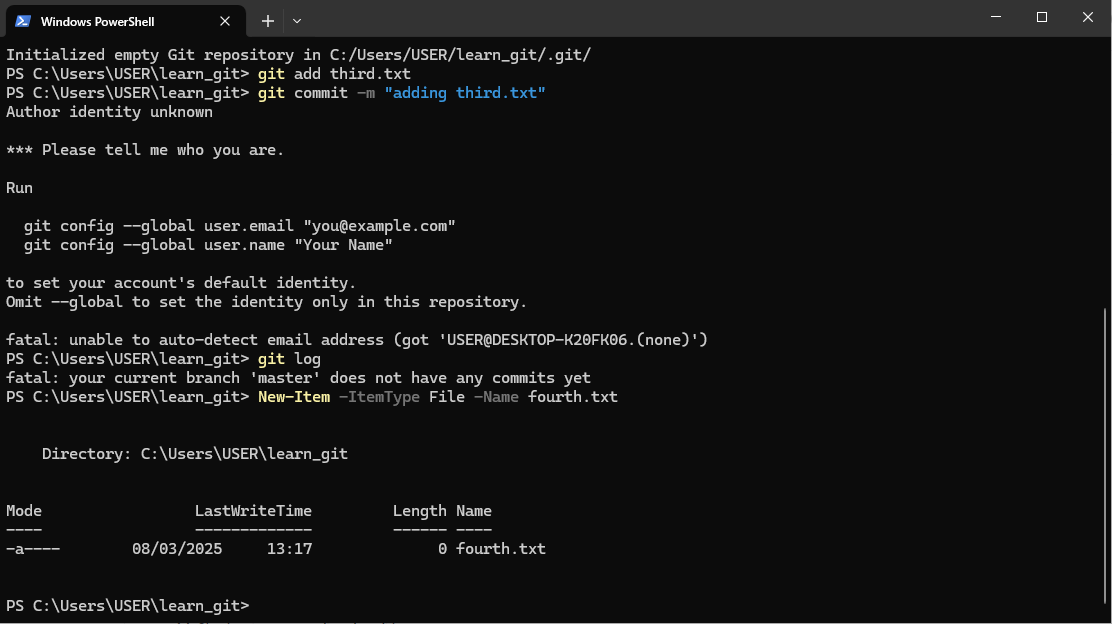 Windows PowerShell
Initialized empty Git repository in C:/Users/USER/learn_git/.git/
PS C:\Users\USER\learn_git> git add third.txt
PS C:\Users\USER\learn_git> git commit -m "adding third.txt"
Author identity unknown
*** Please tell me who you are.
Run
git config --global user.email "you@example.com"
git config --global user.name "Your Name"
to set your account's default identity.
Omit --global to set the identity only in this repository.
fatal: unable to auto-detect email address (got 'USER@DESKTOP-K20FK06.(none)')
PS C:\Users\USER\learn_git> git log
fatal: your current branch 'master' does not have any commits yet
PS C:\Users\USER\learn_git> New-Item -ItemType File -Name fourth.txt
Directory: C:\Users\USER\learn_git
Mode                 LastWriteTime         Length Name
----                 -------------         ------ ----
-a----        08/03/2025     13:17              0 fourth.txt
PS C:\Users\USER\learn_git>